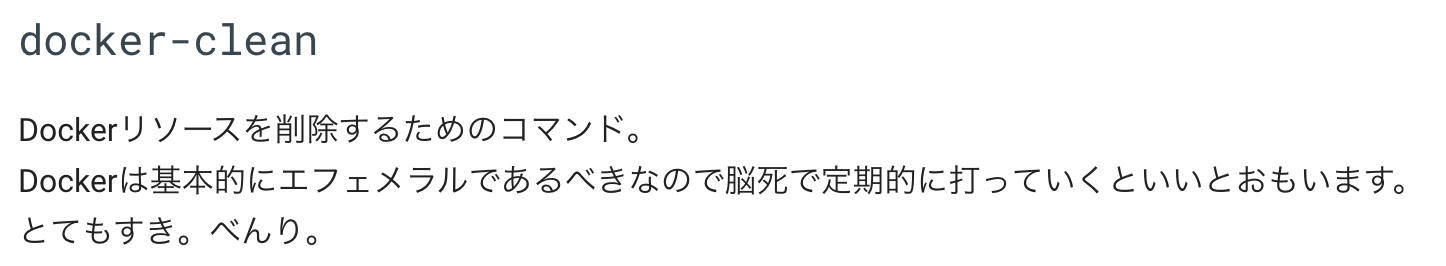 docker-clean
Dockerリソースを削除するためのコマンド。
Dockerは基本的にエフェメラルであるべきなので脳死で定期的に打っていくといいとおもいます。
とてもすき。べんり。